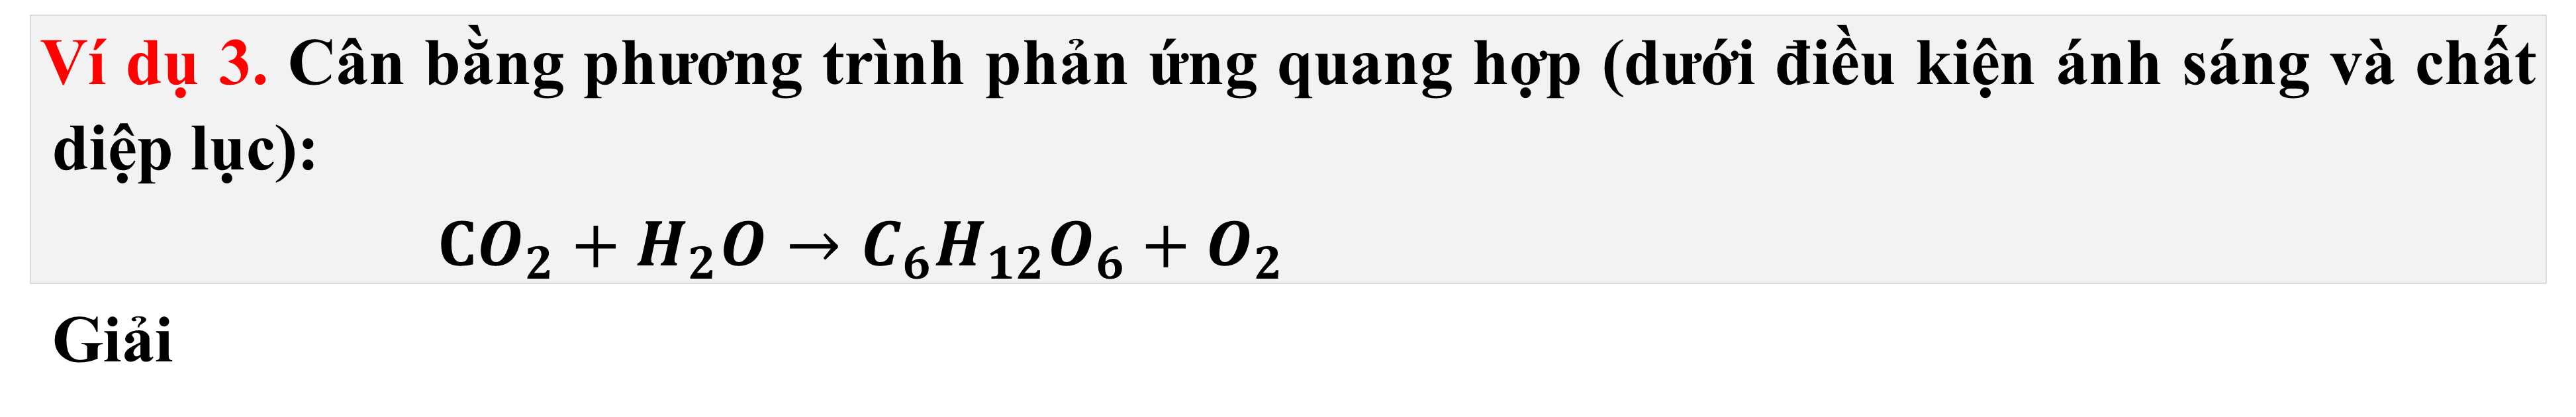 Ví dụ 3. Cân bằng phương trình phản ứng quang hợp (dưới điều kiện ánh sáng và chất
diệp lục):
CO₂ + H₂O → C₆H₁₂O₆ + O₂
Giải